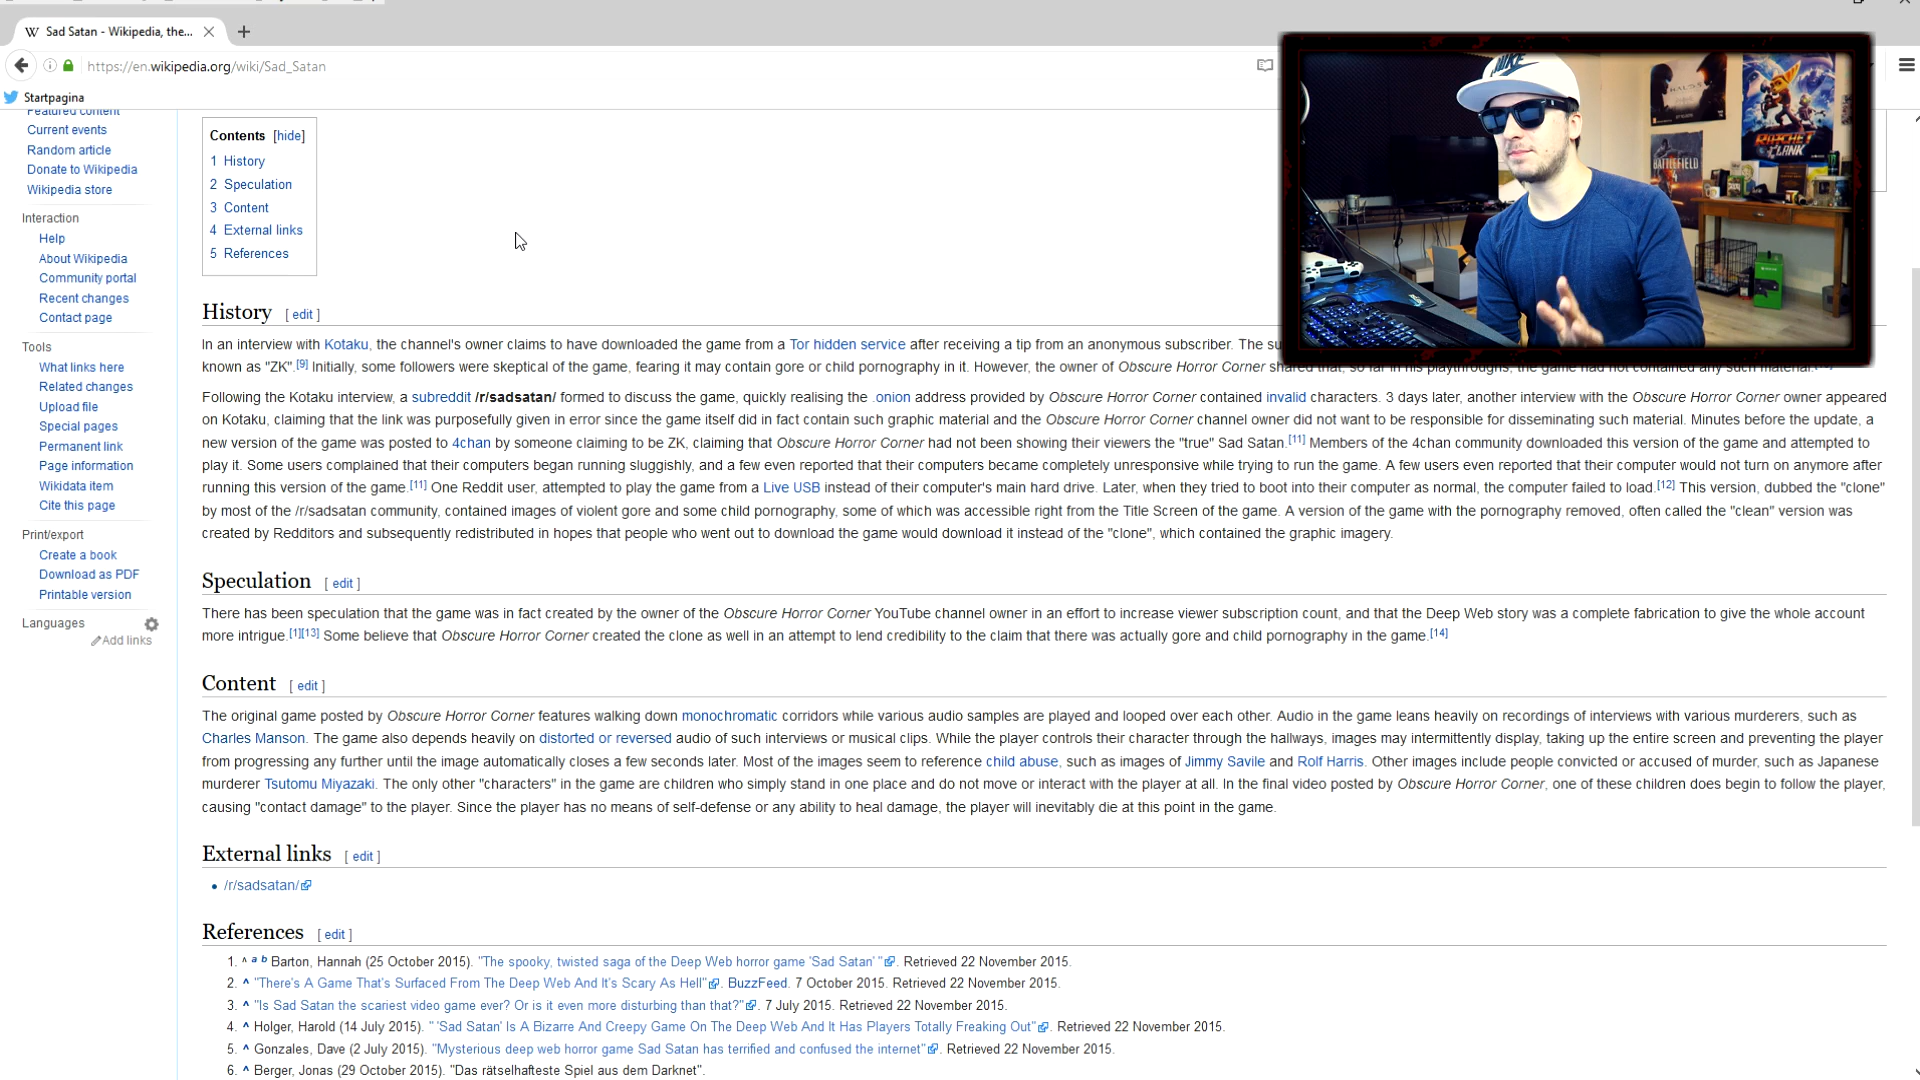 Sad Satan - Wikipedia, the...
https://en.wikipedia.org/wiki/Sad_Satan
Startpagina
Featured content
Current events
Random article
Donate to Wikipedia
Wikipedia store
Interaction
Help
About Wikipedia
Community portal
Recent changes
Contact page
Tools
What links here
Related changes
Upload file
Special pages
Permanent link
Page information
Wikidata item
Cite this page
Print/export
Create a book
Download as PDF
Printable version
Languages
Add links
Contents [hide]
1 History
2 Speculation
3 Content
4 External links
5 References
NIKE
BATTLEFIELD
RATCHET CLANK
History [ edit ]
In an interview with Kotaku, the channel's owner claims to have downloaded the game from a Tor hidden service after receiving a tip from an anonymous subscriber. The su
known as "ZK".[9] Initially, some followers were skeptical of the game, fearing it may contain gore or child pornography in it. However, the owner of Obscure Horror Corner shared that, so far in his playthroughs, the game had not contained any such material.
Following the Kotaku interview, a subreddit /r/sadsatan/ formed to discuss the game, quickly realising the .onion address provided by Obscure Horror Corner contained invalid characters. 3 days later, another interview with the Obscure Horror Corner owner appeared
on Kotaku, claiming that the link was purposefully given in error since the game itself did in fact contain such graphic material and the Obscure Horror Corner channel owner did not want to be responsible for disseminating such material. Minutes before the update, a
new version of the game was posted to 4chan by someone claiming to be ZK, claiming that Obscure Horror Corner had not been showing their viewers the "true" Sad Satan.[11] Members of the 4chan community downloaded this version of the game and attempted to
play it. Some users complained that their computers began running sluggishly, and a few even reported that their computers became completely unresponsive while trying to run the game. A few users even reported that their computer would not turn on anymore after
running this version of the game.[11] One Reddit user, attempted to play the game from a Live USB instead of their computer's main hard drive. Later, when they tried to boot into their computer as normal, the computer failed to load.[12] This version, dubbed the "clone"
by most of the /r/sadsatan community, contained images of violent gore and some child pornography, some of which was accessible right from the Title Screen of the game. A version of the game with the pornography removed, often called the "clean" version was
created by Redditors and subsequently redistributed in hopes that people who went out to download the game would download it instead of the "clone", which contained the graphic imagery.
Speculation [ edit ]
There has been speculation that the game was in fact created by the owner of the Obscure Horror Corner YouTube channel owner in an effort to increase viewer subscription count, and that the Deep Web story was a complete fabrication to give the whole account
more intrigue.[1][13] Some believe that Obscure Horror Corner created the clone as well in an attempt to lend credibility to the claim that there was actually gore and child pornography in the game.[14]
Content [ edit ]
The original game posted by Obscure Horror Corner features walking down monochromatic corridors while various audio samples are played and looped over each other. Audio in the game leans heavily on recordings of interviews with various murderers, such as
Charles Manson. The game also depends heavily on distorted or reversed audio of such interviews or musical clips. While the player controls their character through the hallways, images may intermittently display, taking up the entire screen and preventing the player
from progressing any further until the image automatically closes a few seconds later. Most of the images seem to reference child abuse, such as images of Jimmy Savile and Rolf Harris. Other images include people convicted or accused of murder, such as Japanese
murderer Tsutomu Miyazaki. The only other "characters" in the game are children who simply stand in one place and do not move or interact with the player at all. In the final video posted by Obscure Horror Corner, one of these children does begin to follow the player,
causing "contact damage" to the player. Since the player has no means of self-defense or any ability to heal damage, the player will inevitably die at this point in the game.
External links [ edit ]
• /r/sadsatan/
References [ edit ]
1. ^ a b Barton, Hannah (25 October 2015). "The spooky, twisted saga of the Deep Web horror game 'Sad Satan' ". Retrieved 22 November 2015.
2. ^ "There's A Game That's Surfaced From The Deep Web And It's Scary As Hell". BuzzFeed. 7 October 2015. Retrieved 22 November 2015.
3. ^ "Is Sad Satan the scariest video game ever? Or is it even more disturbing than that?". 7 July 2015. Retrieved 22 November 2015.
4. ^ Holger, Harold (14 July 2015). " 'Sad Satan' Is A Bizarre And Creepy Game On The Deep Web And It Has Players Totally Freaking Out". Retrieved 22 November 2015.
5. ^ Gonzales, Dave (2 July 2015). "Mysterious deep web horror game Sad Satan has terrified and confused the internet". Retrieved 22 November 2015.
6. ^ Berger, Jonas (29 October 2015). "Das rätselhafteste Spiel aus dem Darknet".